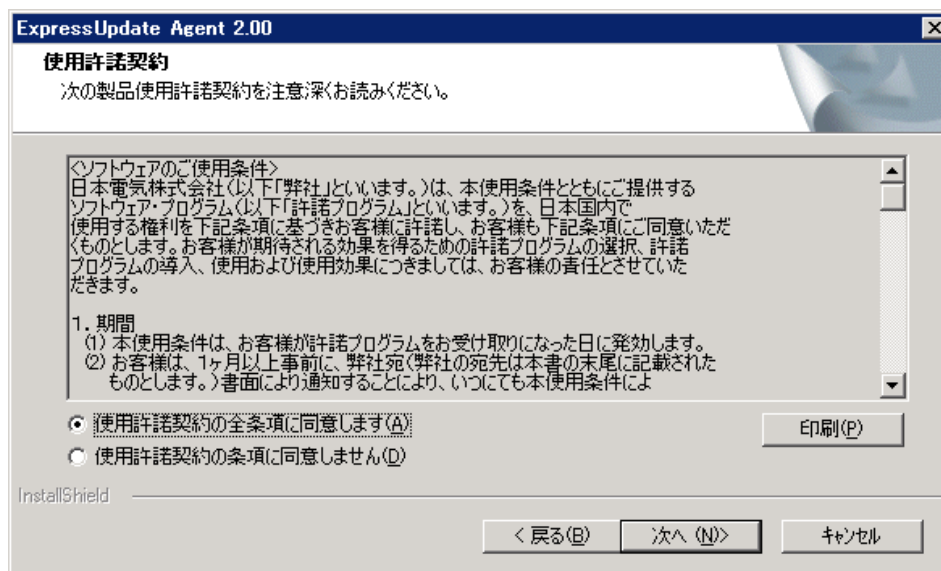 ExpressUpdate Agent 2.00
使用許諾契約
次の製品使用許諾契約を注意深くお読みください。
<ソフトウェアのご使用条件>
日本電気株式会社(以下「弊社」といいます。)は、本使用条件とともにご提供する
ソフトウェア・プログラム(以下「許諾プログラム」といいます。)を、日本国内で
使用する権利を下記条項に基づきお客様に許諾し、お客様も下記条項にご同意いただ
くものとします。お客様が期待される効果を得るための許諾プログラムの選択、許諾
プログラムの導入、使用および使用効果につきましては、お客様の責任とさせていた
だきます。
1. 期間
(1) 本使用条件は、お客様が許諾プログラムをお受け取りになった日に発効します。
(2) お客様は、1ヶ月以上事前に、弊社宛(弊社の宛先は本書の末尾に記載された
ものとします。)書面により通知することにより、いつにても本使用条件によ
使用許諾契約の全条項に同意します(A)
印刷(P)
使用許諾契約の条項に同意しません(D)
InstallShield
< 戻る(B)
次へ (N)>
キャンセル